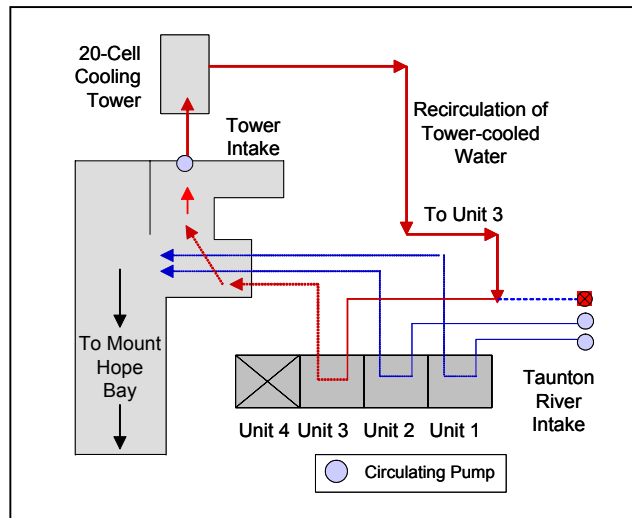 20-Cell
Cooling
Tower
Tower
Intake
Recirculation of
Tower-cooled
Water
To Unit 3
To Mount
Hope
Bay
Taunton
River
Intake
Unit 4 Unit 3 Unit 2 Unit 1
Circulating Pump